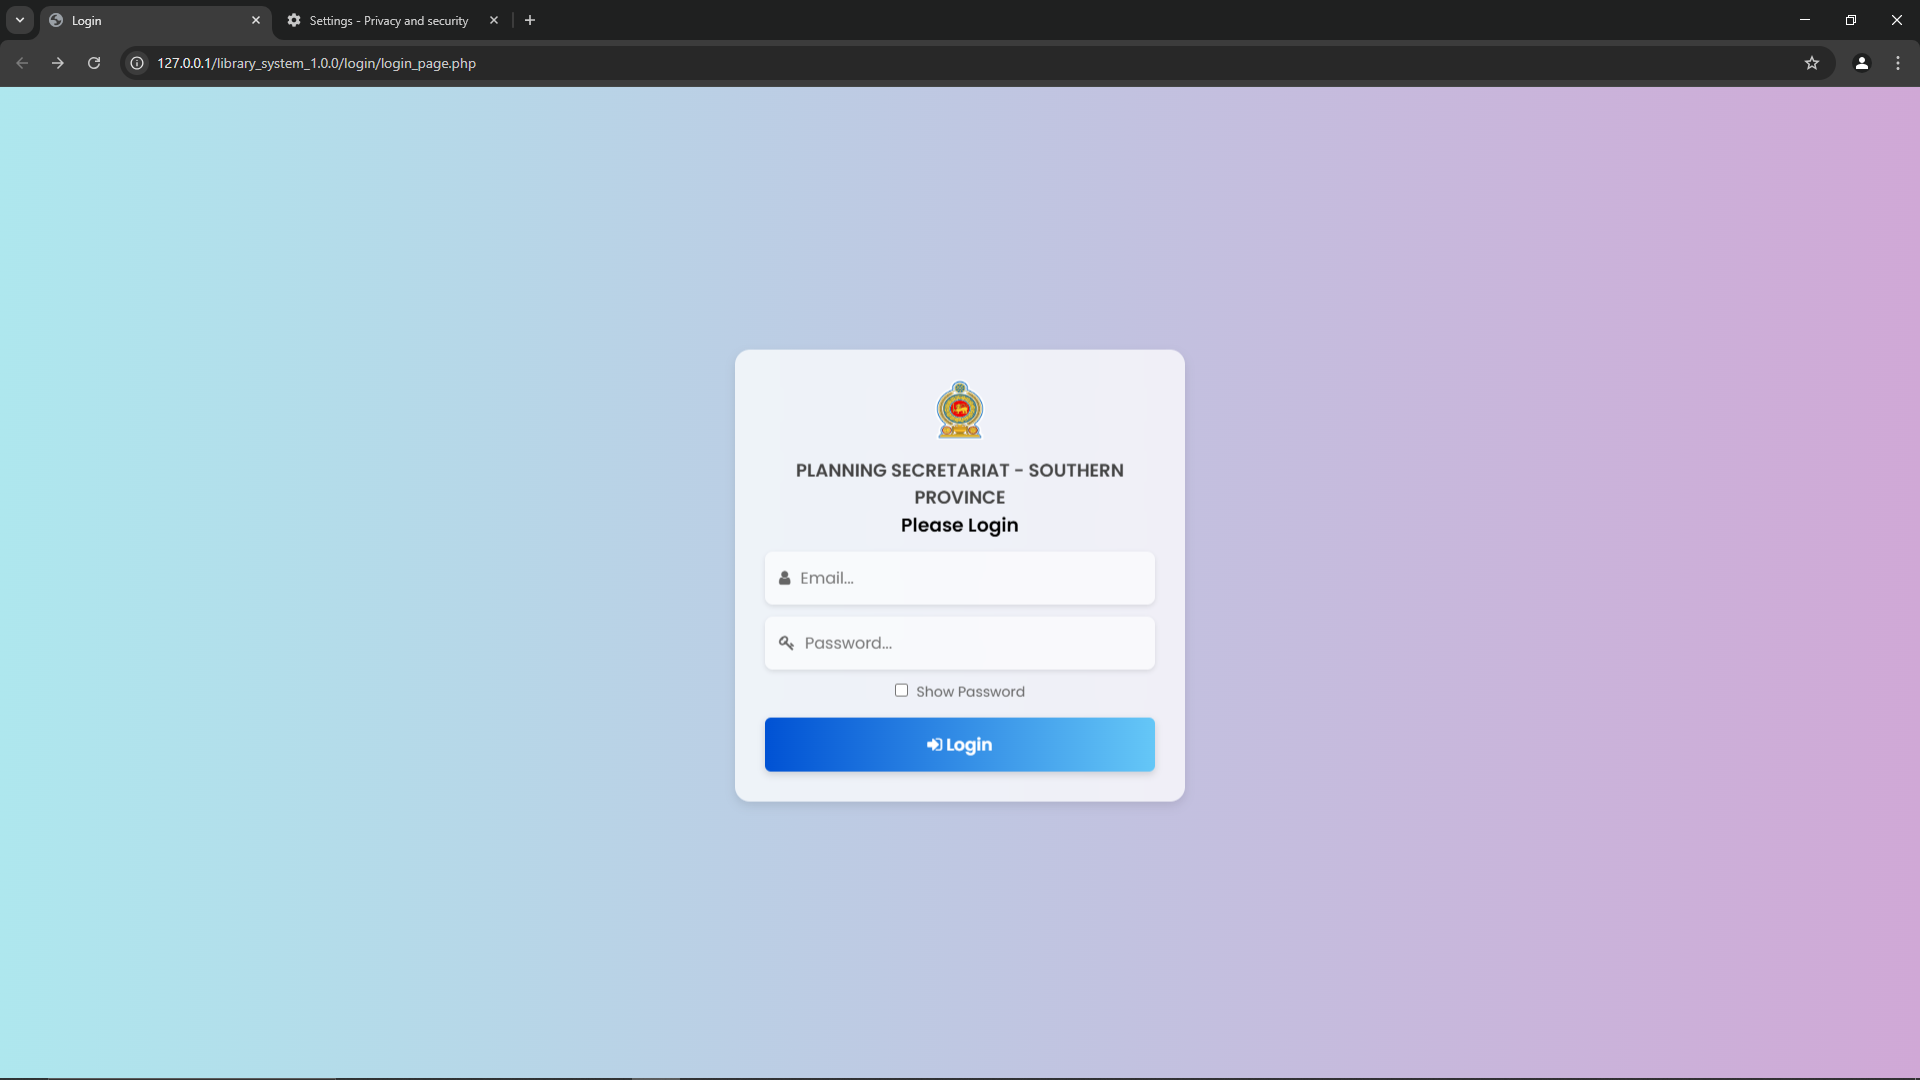 Login
Settings - Privacy and security
127.0.0.1/library_system_1.0.0/login/login_page.php
PLANNING SECRETARIAT - SOUTHERN
PROVINCE
Please Login
Email...
Password...
Show Password
Login